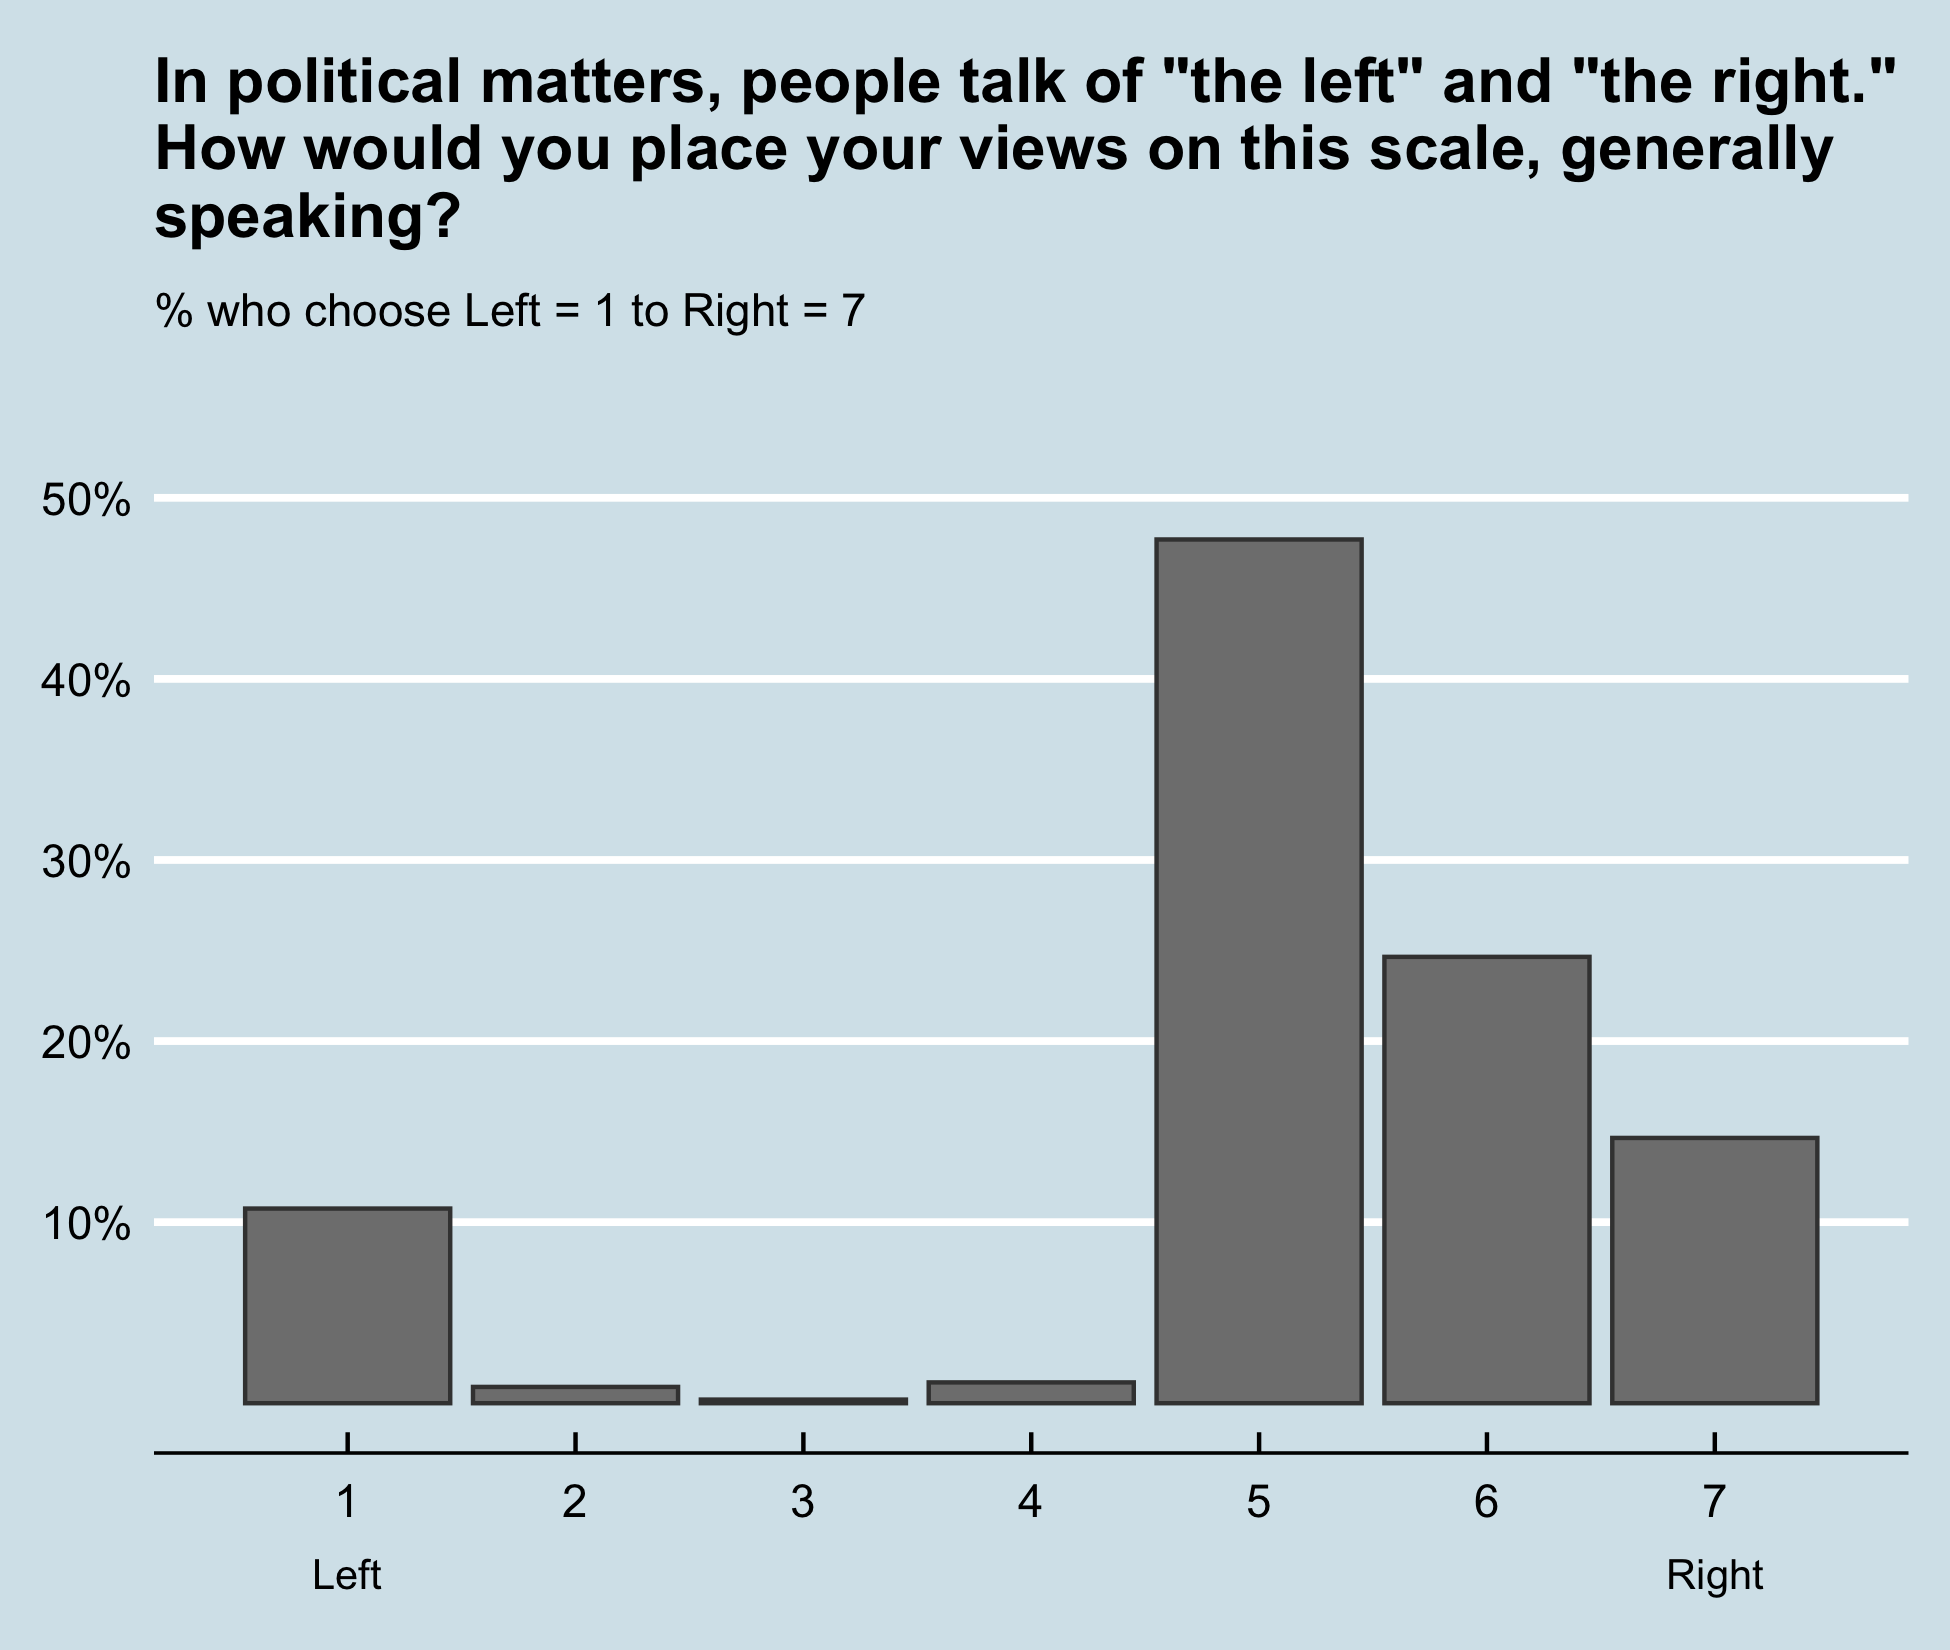 In political matters, people talk of "the left" and "the right."
How would you place your views on this scale, generally
speaking?
% who choose Left = 1 to Right = 7
50%
40%
30%
20%
10%
1 2 3 4 5 6 7
Left Right